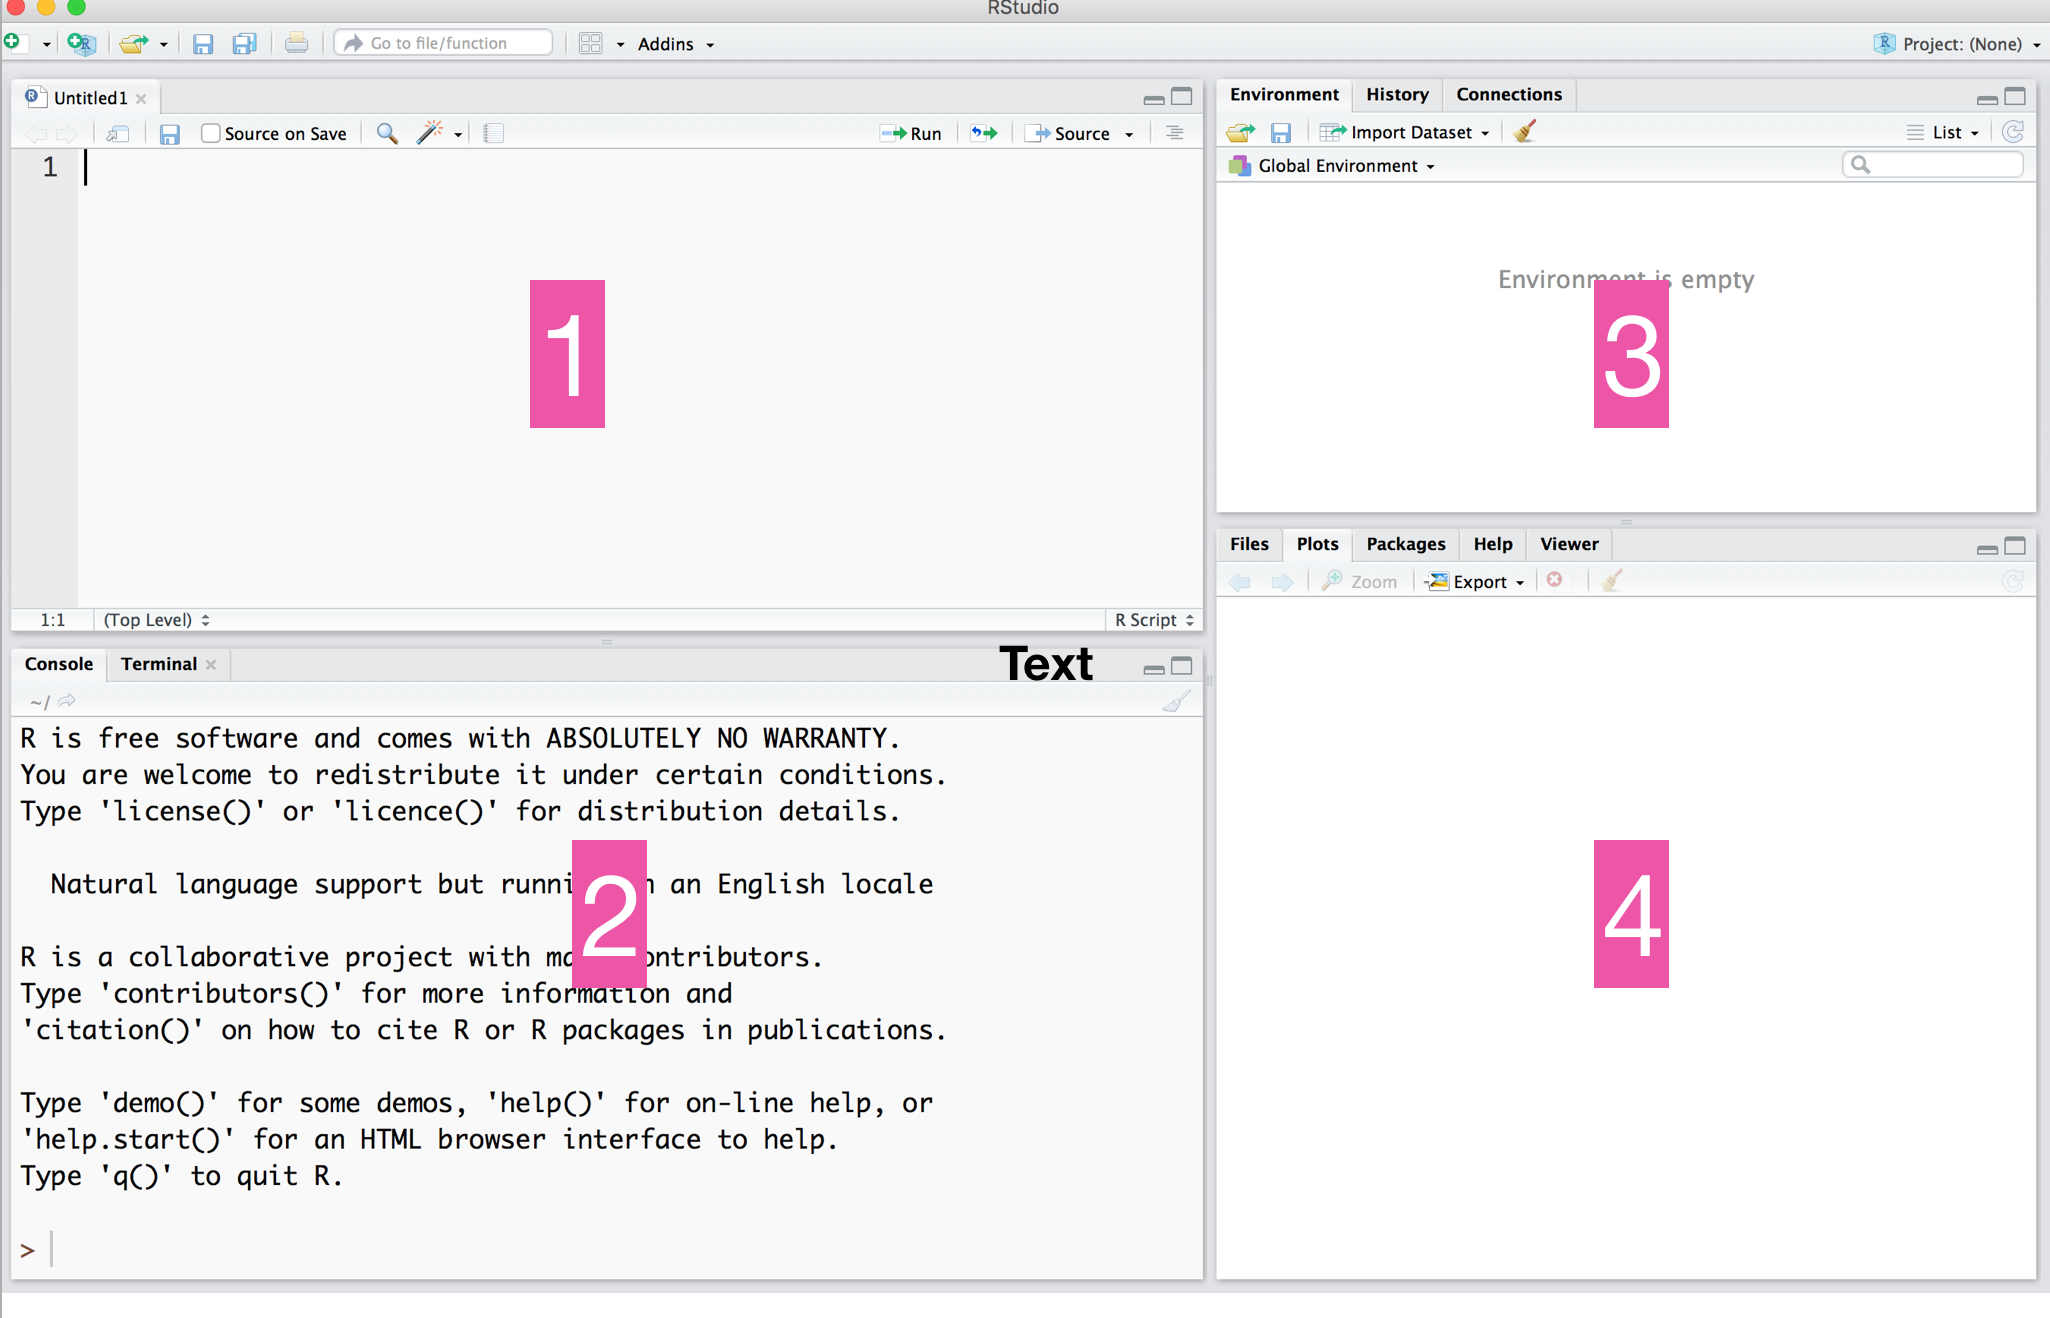 RStudio
Go to file/function
Addins
Project: (None)
Untitled1
Source on Save
Run
Source
1
1
1:1
(Top Level)
R Script
Console
Terminal
Text
~/
R is free software and comes with ABSOLUTELY NO WARRANTY.
You are welcome to redistribute it under certain conditions.
Type 'license()' or 'licence()' for distribution details.
Natural language support but an English locale
2
R is a collaborative project with
Type 'contributors()' for more information and
'citation()' on how to cite R or R packages in publications.
Type 'demo()' for some demos, 'help()' for on-line help, or
'help.start()' for an HTML browser interface to help.
Type 'q()' to quit R.
>
Environment
History
Connections
Import Dataset
List
Global Environment
Environment is empty
3
Files
Plots
Packages
Help
Viewer
Zoom
Export
4